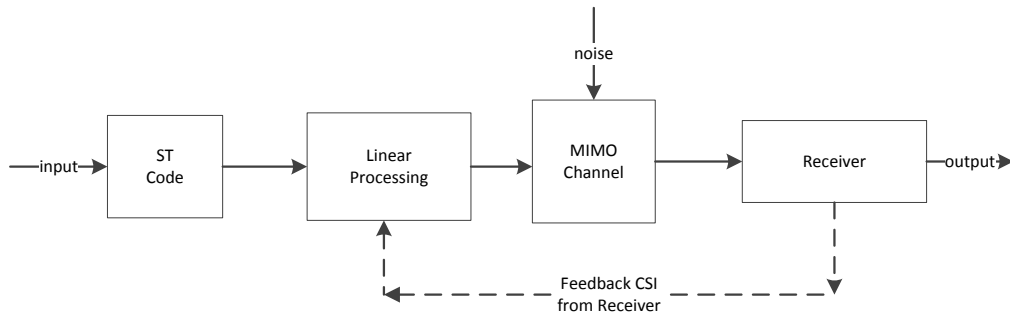 noise
input
ST
Code
Linear
Processing
MIMO
Channel
Receiver
output
Feedback CSI
from Receiver